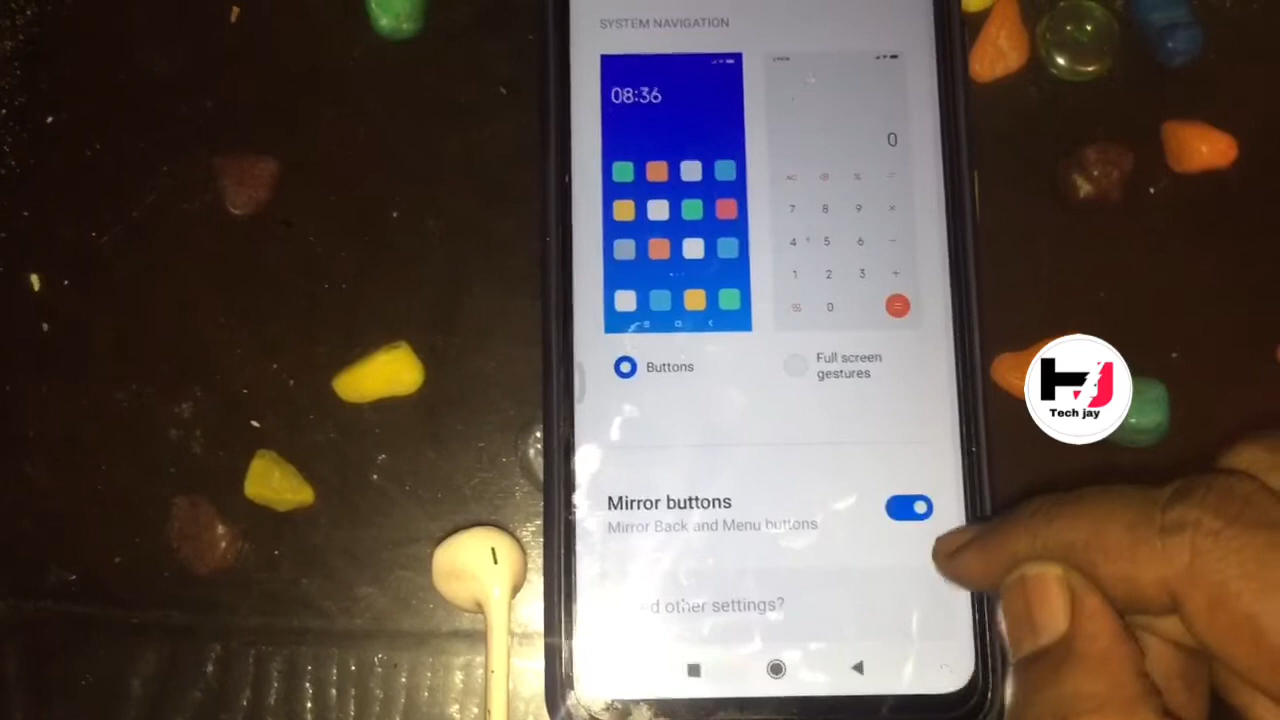 SYSTEM NAVIGATION
08:36
0
AC %
7 8 9 ×
4 5 6 −
1 2 3 +
0 =
Buttons
Full screen
gestures
Mirror buttons
Mirror Back and Menu buttons
other settings?
Tech jay